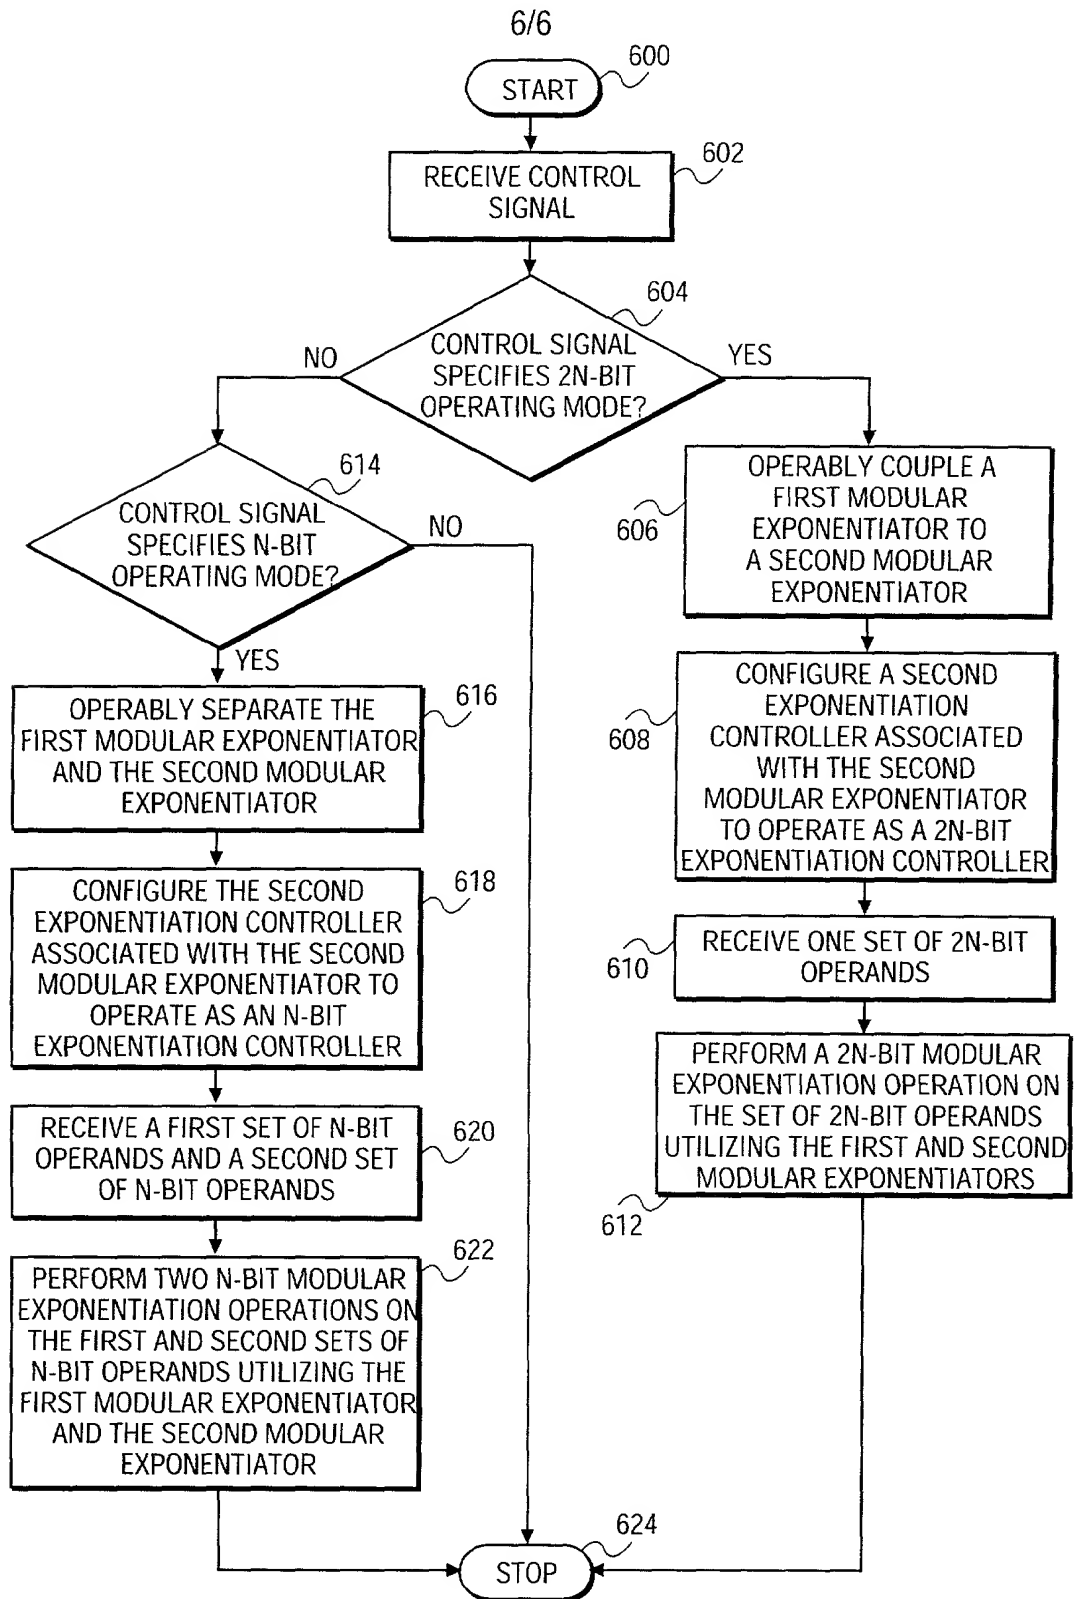 6/6
600
START
602
RECEIVE CONTROL
SIGNAL
604
CONTROL SIGNAL
SPECIFIES 2N-BIT
OPERATING MODE?
NO
YES
614
CONTROL SIGNAL
SPECIFIES N-BIT
OPERATING MODE?
NO
YES
606
OPERABLY COUPLE A
FIRST MODULAR
EXPONENTIATOR TO
A SECOND MODULAR
EXPONENTIATOR
608
CONFIGURE A SECOND
EXPONENTIATION
CONTROLLER ASSOCIATED
WITH THE SECOND
MODULAR EXPONENTIATOR
TO OPERATE AS A 2N-BIT
EXPONENTIATION CONTROLLER
610
RECEIVE ONE SET OF 2N-BIT
OPERANDS
PERFORM A 2N-BIT MODULAR
EXPONENTIATION OPERATION ON
THE SET OF 2N-BIT OPERANDS
UTILIZING THE FIRST AND SECOND
MODULAR EXPONENTIATORS
612
616
OPERABLY SEPARATE THE
FIRST MODULAR EXPONENTIATOR
AND THE SECOND MODULAR
EXPONENTIATOR
618
CONFIGURE THE SECOND
EXPONENTIATION CONTROLLER
ASSOCIATED WITH THE SECOND
MODULAR EXPONENTIATOR TO
OPERATE AS AN N-BIT
EXPONENTIATION CONTROLLER
620
RECEIVE A FIRST SET OF N-BIT
OPERANDS AND A SECOND SET
OF N-BIT OPERANDS
622
PERFORM TWO N-BIT MODULAR
EXPONENTIATION OPERATIONS ON
THE FIRST AND SECOND SETS OF
N-BIT OPERANDS UTILIZING THE
FIRST MODULAR EXPONENTIATOR
AND THE SECOND MODULAR
EXPONENTIATOR
624
STOP